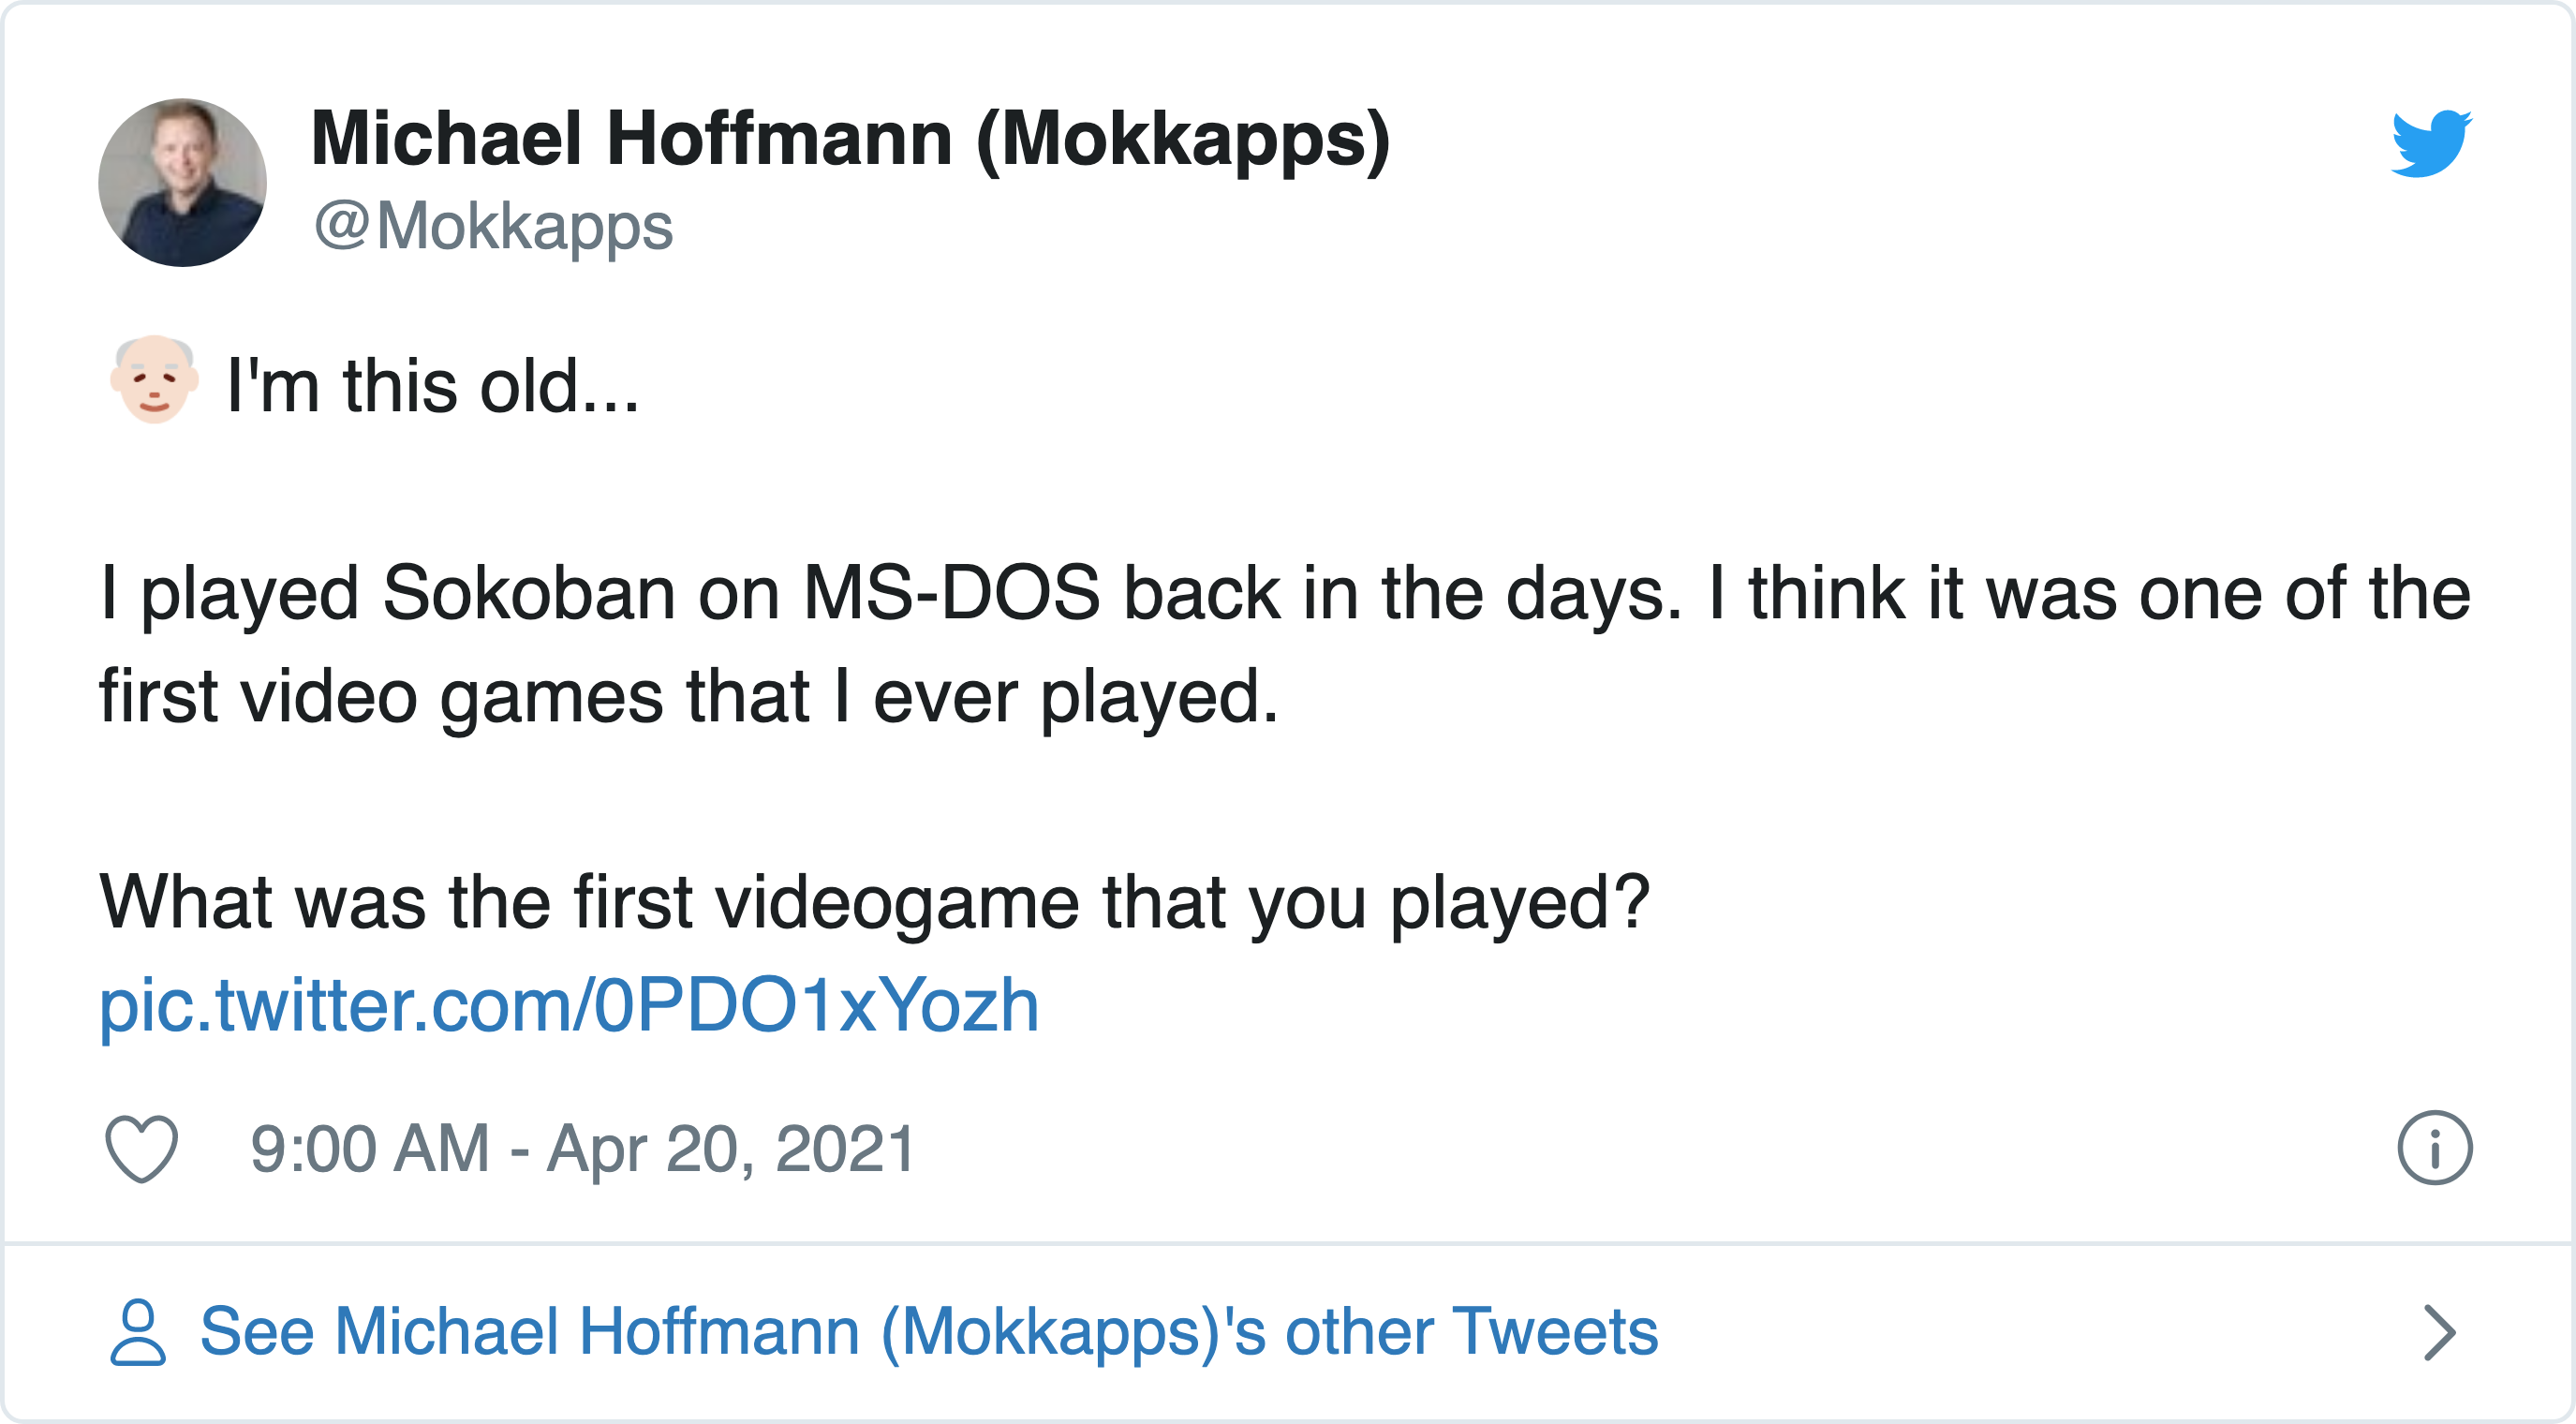 Michael Hoffmann (Mokkapps)
@Mokkapps
👴🏻 I'm this old...
I played Sokoban on MS-DOS back in the days. I think it was one of the
first video games that I ever played.
What was the first videogame that you played?
pic.twitter.com/0PDO1xYozh
9:00 AM - Apr 20, 2021
See Michael Hoffmann (Mokkapps)'s other Tweets